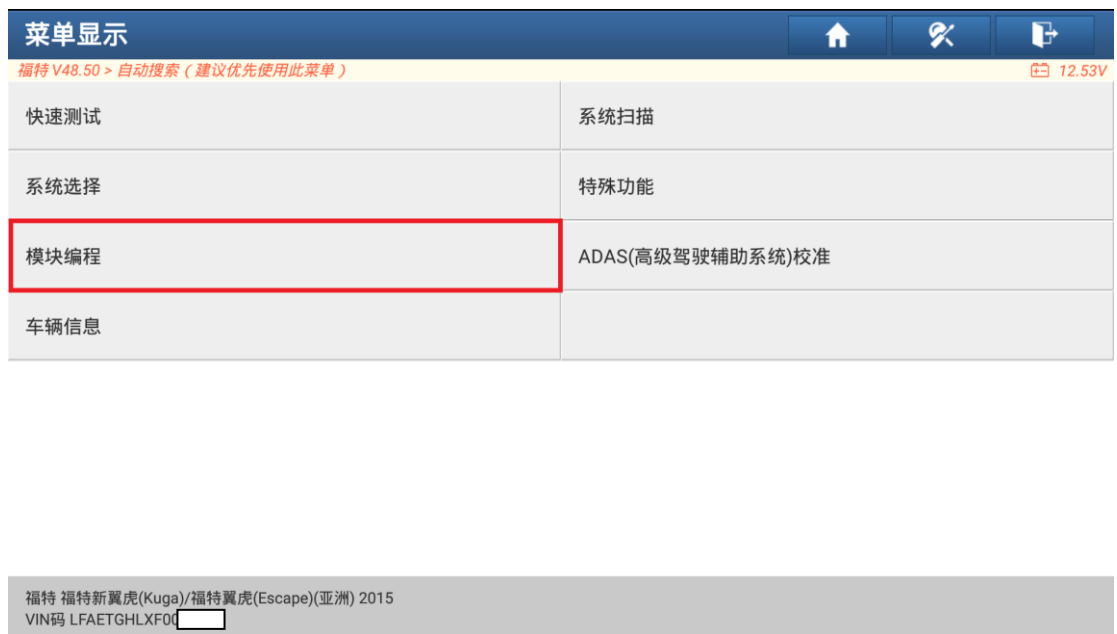 菜单显示
福特 V48.50 > 自动搜索（建议优先使用此菜单）
12.53V
快速测试
系统扫描
系统选择
特殊功能
模块编程
ADAS(高级驾驶辅助系统)校准
车辆信息
福特 福特新翼虎(Kuga)/福特翼虎(Escape)(亚洲) 2015
VIN码 LFAETGHLXF00